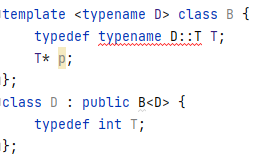 template <typename D> class B {
    typedef typename D::T T;
    T* p;
};
class D : public B<D> {
    typedef int T;
};